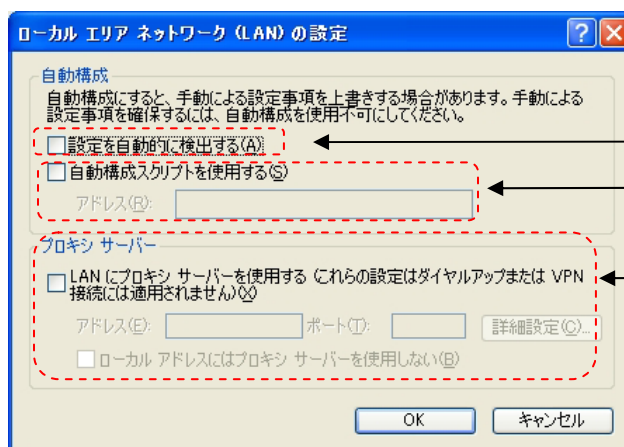 ローカル エリア ネットワーク (LAN) の設定
自動構成
自動構成にすると、手動による設定事項を上書きする場合があります。手動による
設定事項を確保するには、自動構成を使用不可にしてください。
設定を自動的に検出する(A)
自動構成スクリプトを使用する(S)
アドレス(R):
プロキシ サーバー
LAN にプロキシ サーバーを使用する (これらの設定はダイヤルアップまたは VPN
接続には適用されません)(X)
アドレス(E): ポート(T): 詳細設定(C)...
ローカル アドレスにはプロキシ サーバーを使用しない(B)
OK キャンセル